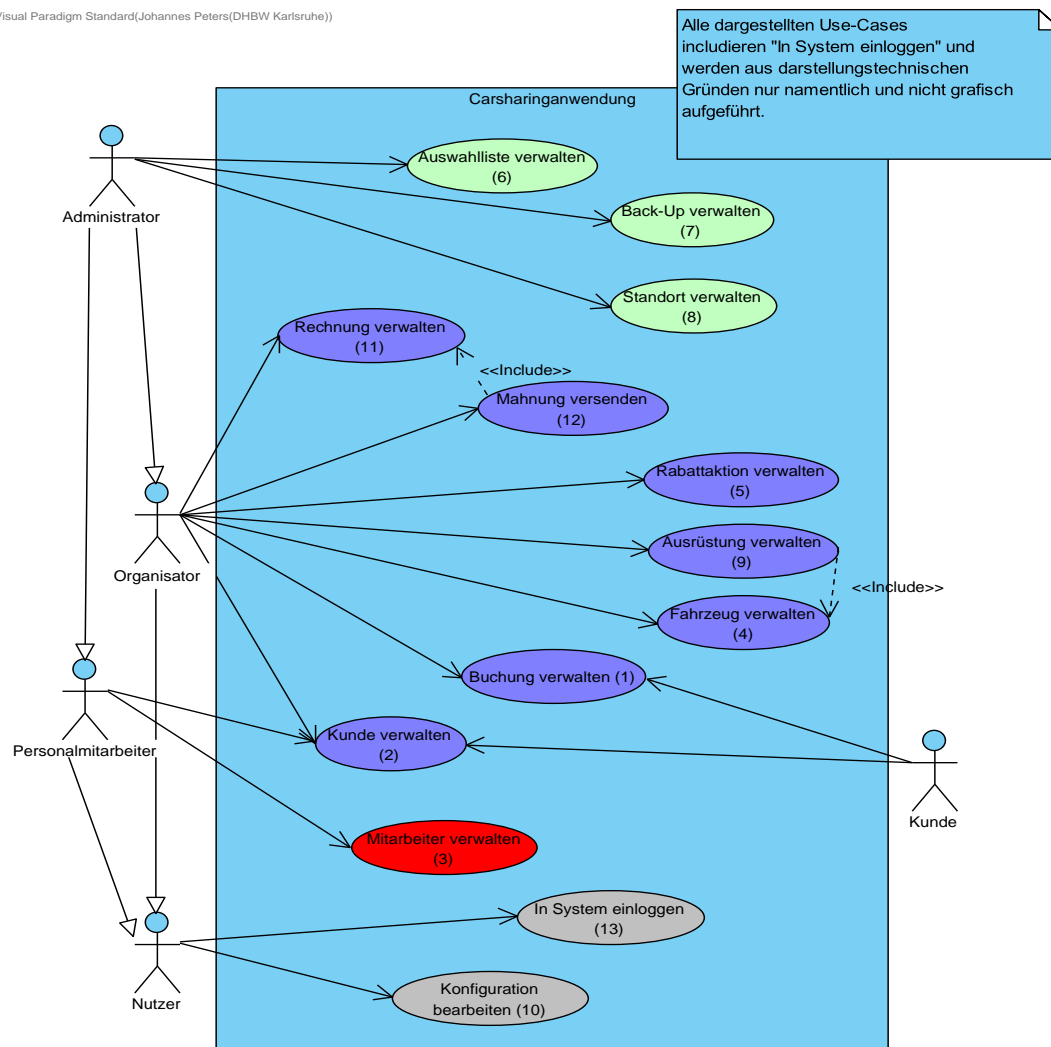 Visual Paradigm Standard(Johannes Peters(DHBW Karlsruhe))
Alle dargestellten Use-Cases
includieren "In System einloggen" und
werden aus darstellungstechnischen
Gründen nur namentlich und nicht grafisch
aufgeführt.
Carsharinganwendung
Auswahlliste verwalten
(6)
Administrator
Back-Up verwalten
(7)
Standort verwalten
(8)
Rechnung verwalten
(11)
<<Include>>
Mahnung versenden
(12)
Rabattaktion verwalten
(5)
Ausrüstung verwalten
(9)
Organisator
<<Include>>
Fahrzeug verwalten
(4)
Buchung verwalten (1)
Kunde verwalten
(2)
Personalmitarbeiter
Kunde
Mitarbeiter verwalten
(3)
In System einloggen
(13)
Konfiguration
bearbeiten (10)
Nutzer